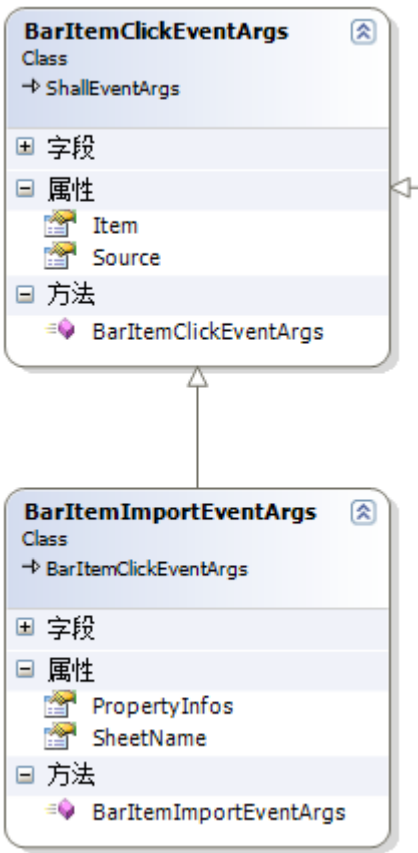 BarItemClickEventArgs
Class
ShallEventArgs
字段
属性
Item
Source
方法
BarItemClickEventArgs
BarItemImportEventArgs
Class
BarItemClickEventArgs
字段
属性
PropertyInfos
SheetName
方法
BarItemImportEventArgs